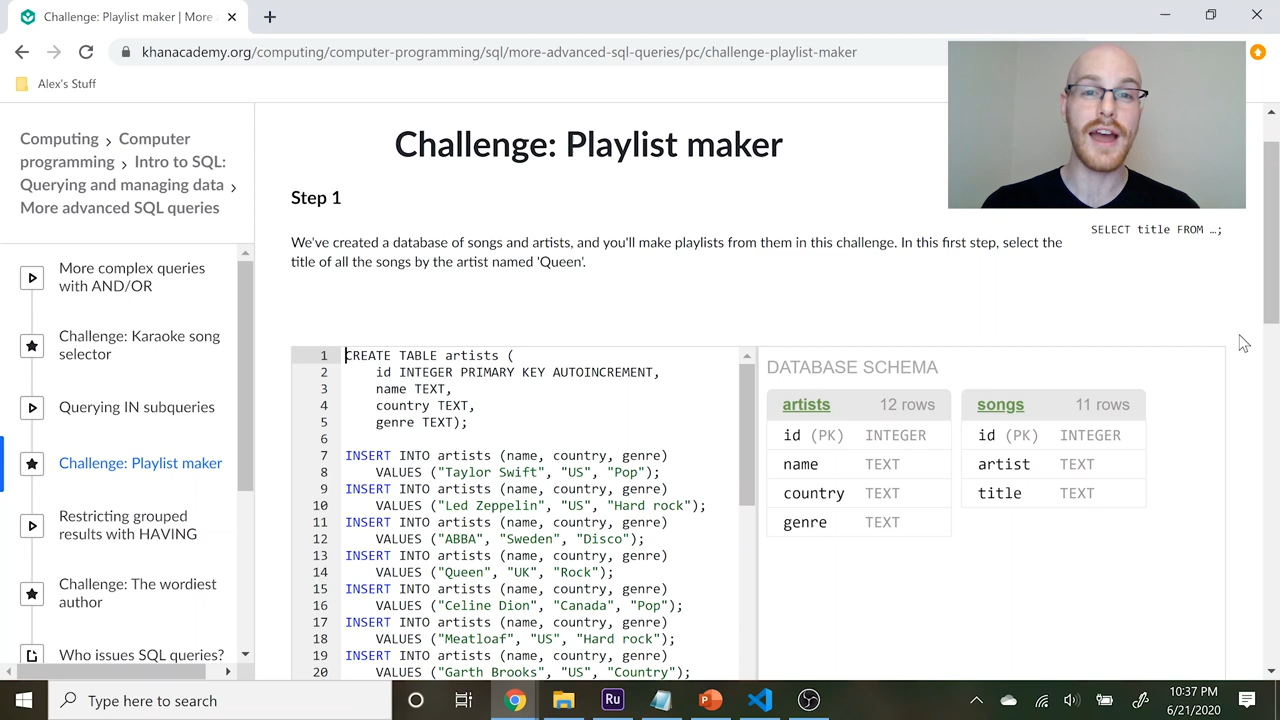 Challenge: Playlist maker | More
khanacademy.org/computing/computer-programming/sql/more-advanced-sql-queries/pc/challenge-playlist-maker
Alex's Stuff
Computing › Computer
programming › Intro to SQL:
Querying and managing data ›
More advanced SQL queries
More complex queries
with AND/OR
Challenge: Karaoke song
selector
Querying IN subqueries
Challenge: Playlist maker
Restricting grouped
results with HAVING
Challenge: The wordiest
author
Who issues SQL queries?
Challenge: Playlist maker
Step 1
We've created a database of songs and artists, and you'll make playlists from them in this challenge. In this first step, select the
title of all the songs by the artist named 'Queen'.
SELECT title FROM …;
1 CREATE TABLE artists (
2 id INTEGER PRIMARY KEY AUTOINCREMENT,
3 name TEXT,
4 country TEXT,
5 genre TEXT);
6
7 INSERT INTO artists (name, country, genre)
8 VALUES ("Taylor Swift", "US", "Pop");
9 INSERT INTO artists (name, country, genre)
10 VALUES ("Led Zeppelin", "US", "Hard rock");
11 INSERT INTO artists (name, country, genre)
12 VALUES ("ABBA", "Sweden", "Disco");
13 INSERT INTO artists (name, country, genre)
14 VALUES ("Queen", "UK", "Rock");
15 INSERT INTO artists (name, country, genre)
16 VALUES ("Celine Dion", "Canada", "Pop");
17 INSERT INTO artists (name, country, genre)
18 VALUES ("Meatloaf", "US", "Hard rock");
19 INSERT INTO artists (name, country, genre)
20 VALUES ("Garth Brooks", "US", "Country");
DATABASE SCHEMA
artists 12 rows
id (PK) INTEGER
name TEXT
country TEXT
genre TEXT
songs 11 rows
id (PK) INTEGER
artist TEXT
title TEXT
Type here to search
Ru
10:37 PM
6/21/2020